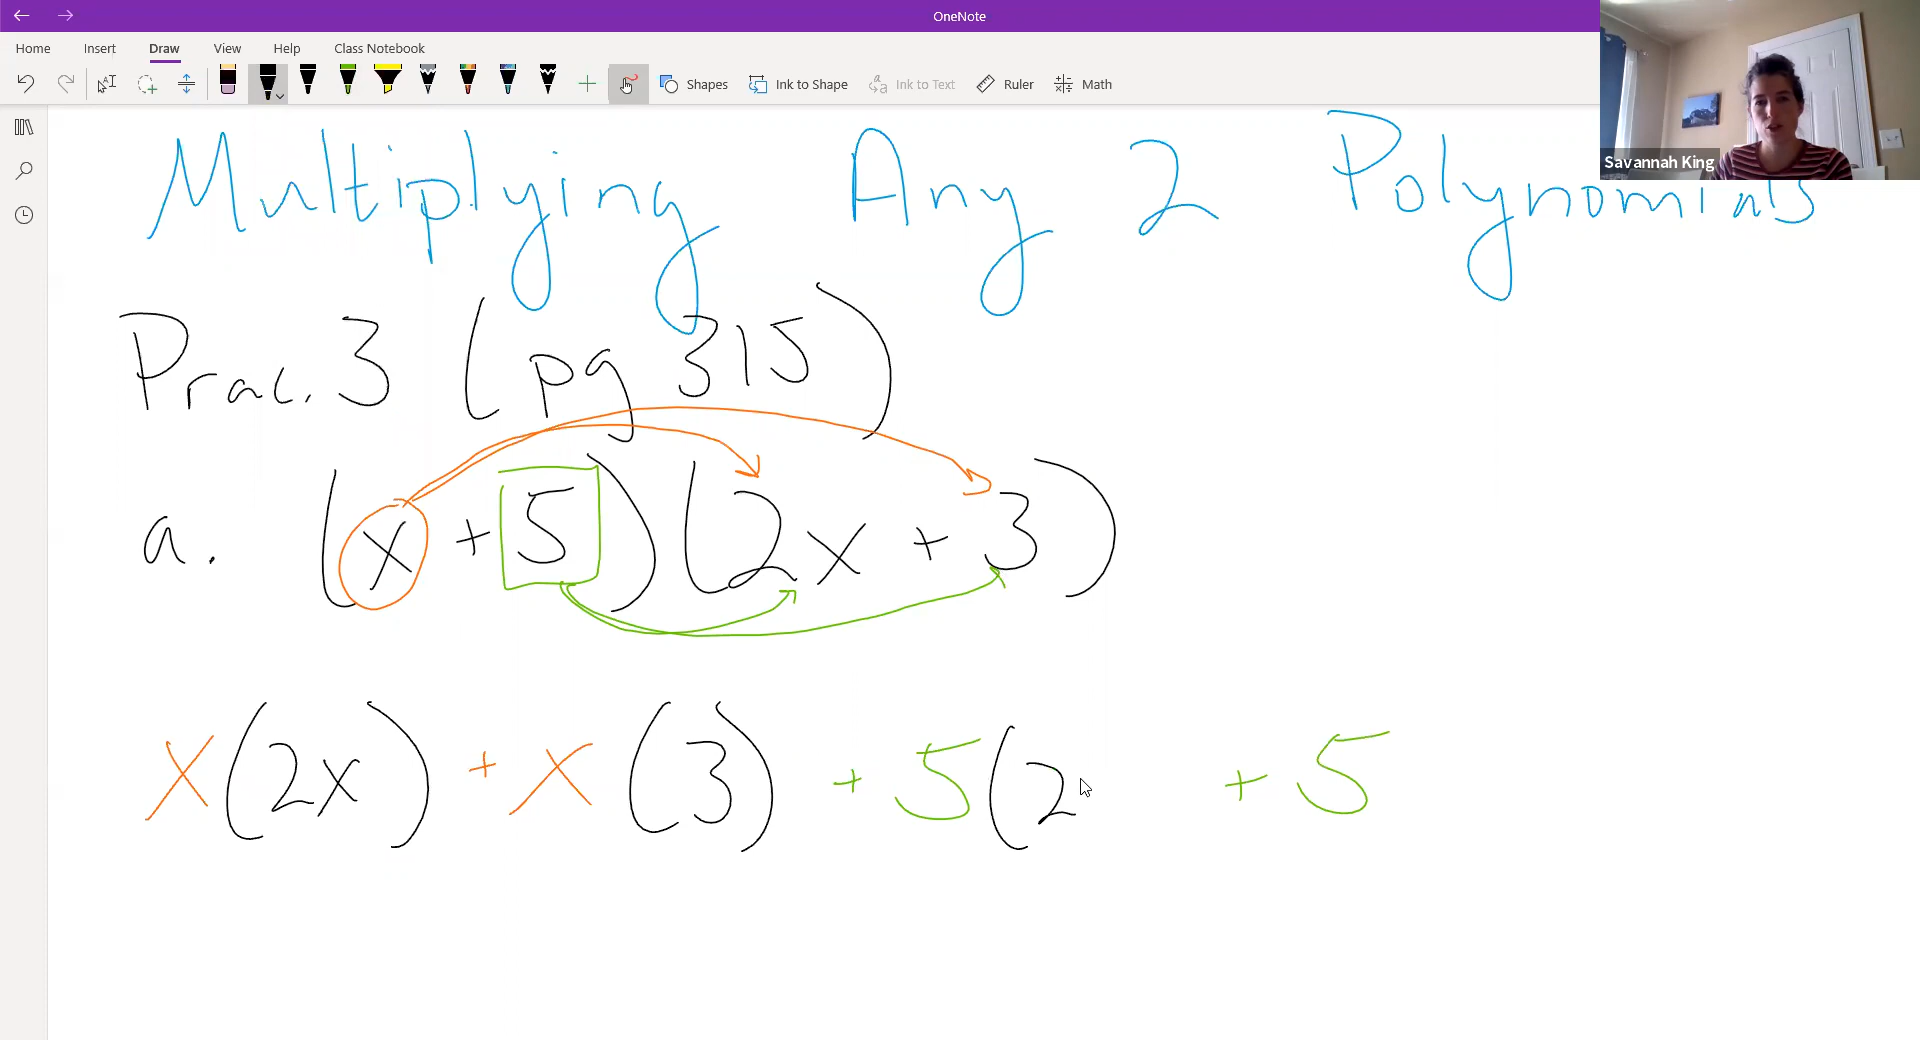 OneNote
Home Insert Draw View Help Class Notebook
Shapes Ink to Shape Ink to Text Ruler Math
Savannah King
Multiplying Any 2 Polynomials
Prac. 3 (pg 315)
a. (x + 5)(2x + 3)
x(2x) + x(3) + 5(2 + 5